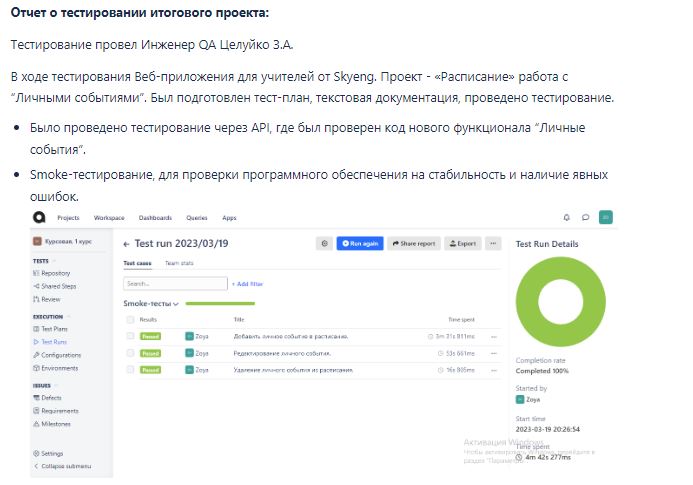 Отчет о тестировании итогового проекта:
Тестирование провел Инженер QA Целуйко З.А.
В ходе тестирования Веб-приложения для учителей от Skyeng. Проект - «Расписание» работа с
“Личными событиями”. Был подготовлен тест-план, текстовая документация, проведено тестирование.
Было проведено тестирование через API, где был проверен код нового функционала “Личные
события”.
Smoke-тестирование, для проверки программного обеспечения на стабильность и наличие явных
ошибок.
Projects Workspace Dashboards Queries Apps
Курсовая, 1 курс
TESTS
Repository
Shared Steps
Review
EXECUTION
Test Plans
Test Runs
Configurations
Environments
ISSUES
Defects
Requirements
Milestones
Settings
Collapse submenu
← Test run 2023/03/19
Run again Share report Export
Test cases Team stats
Search... + Add filter
Smoke-тесты
Results Title Time spent
Passed Zoya Добавить личное событие в расписание. 3m 31s 811ms
Passed Zoya Редактирование личного события. 53s 661ms
Passed Zoya Удаление личного события из расписания. 16s 805ms
Test Run Details
Completion rate
Completed 100%
Started by
Zoya
Start time
2023-03-19 20:26:54
Time spent
4m 42s 277ms
Активация Windows
Чтобы активировать Windows, перейдите в
раздел "Параметры".